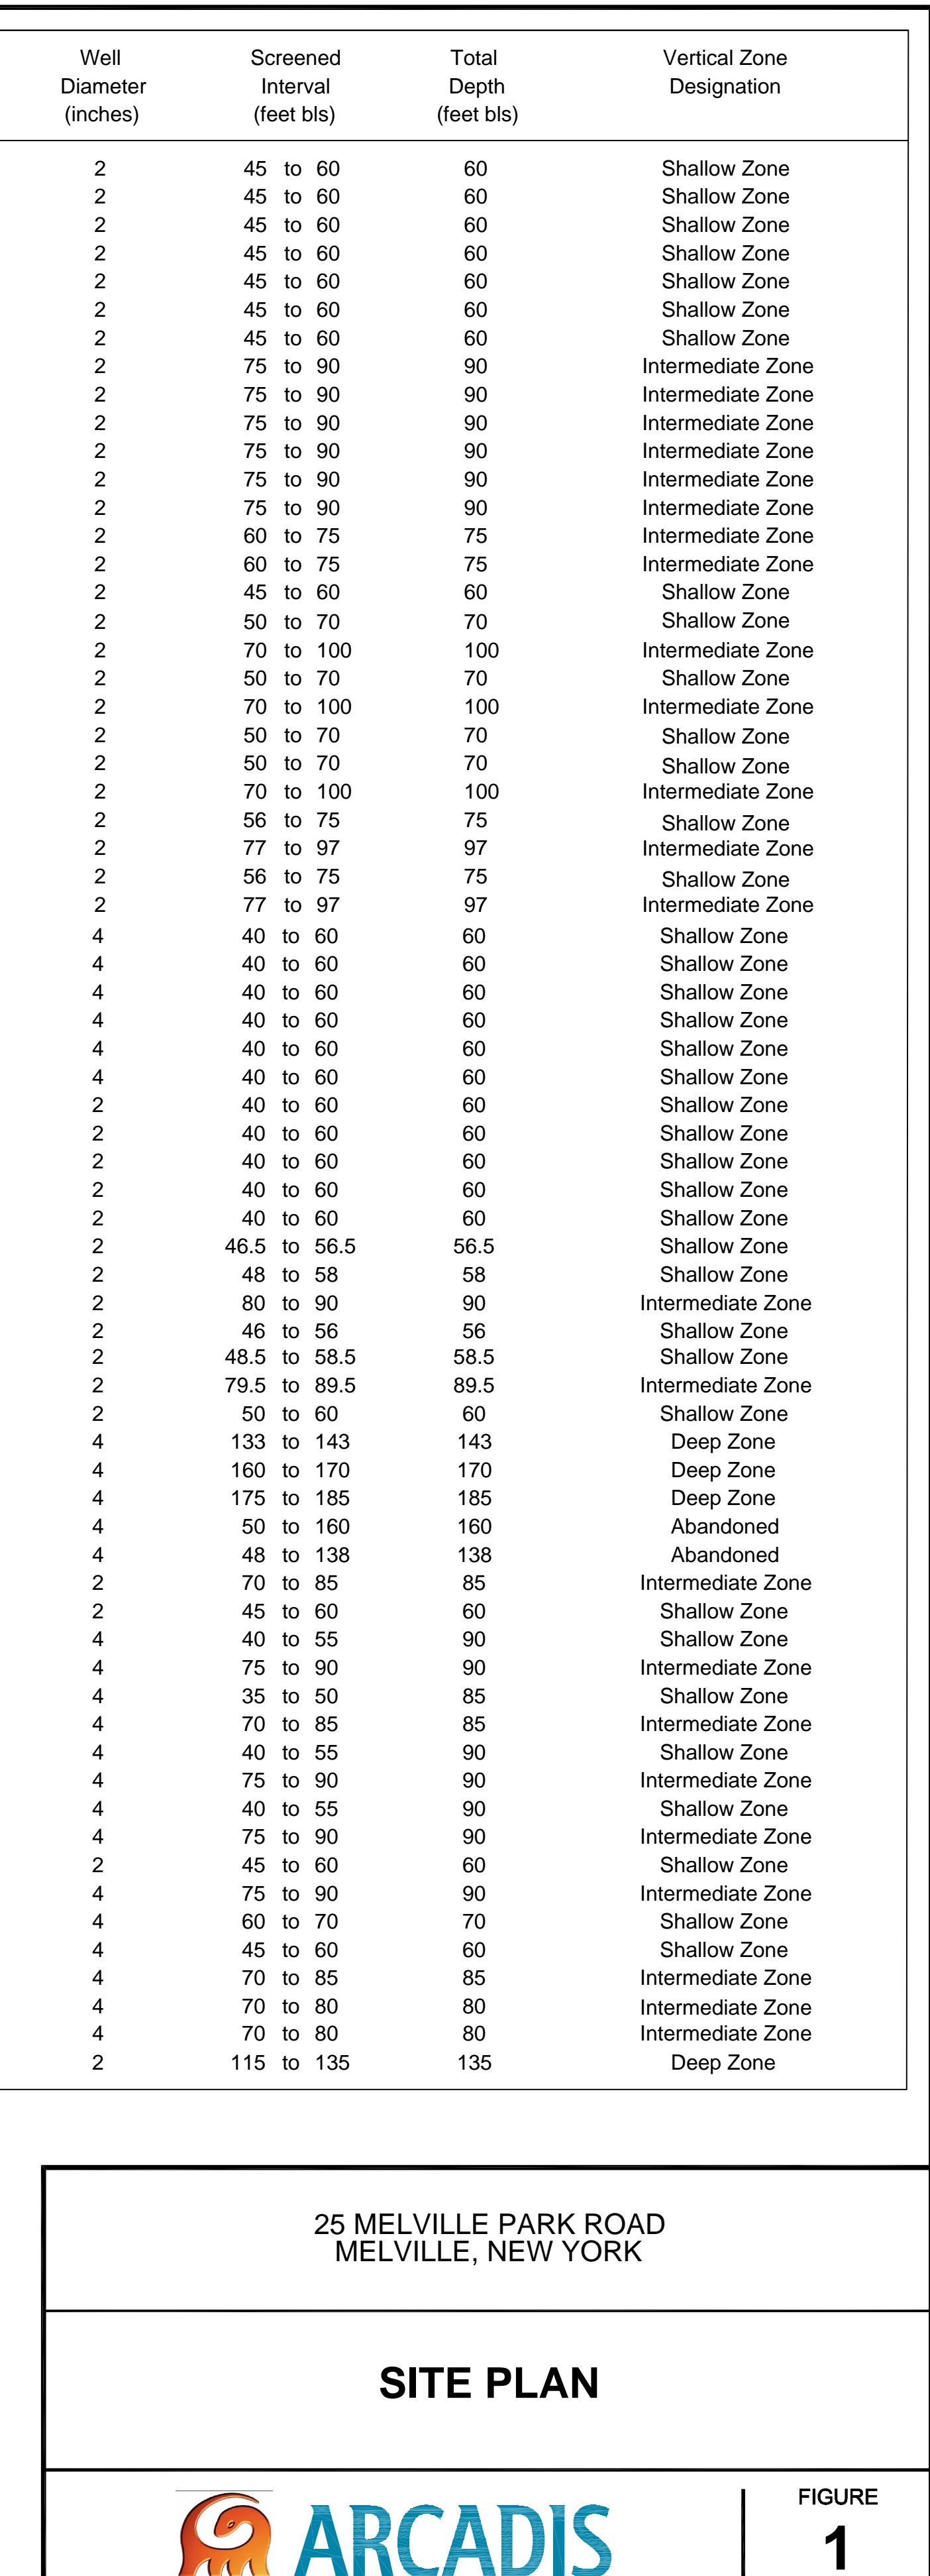 Well Screened Total Vertical Zone
Diameter Interval Depth Designation
(inches) (feet bls) (feet bls)
2 45 to 60 60 Shallow Zone
2 45 to 60 60 Shallow Zone
2 45 to 60 60 Shallow Zone
2 45 to 60 60 Shallow Zone
2 45 to 60 60 Shallow Zone
2 45 to 60 60 Shallow Zone
2 45 to 60 60 Shallow Zone
2 75 to 90 90 Intermediate Zone
2 75 to 90 90 Intermediate Zone
2 75 to 90 90 Intermediate Zone
2 75 to 90 90 Intermediate Zone
2 75 to 90 90 Intermediate Zone
2 75 to 90 90 Intermediate Zone
2 60 to 75 75 Intermediate Zone
2 60 to 75 75 Intermediate Zone
2 45 to 60 60 Shallow Zone
2 50 to 70 70 Shallow Zone
2 70 to 100 100 Intermediate Zone
2 50 to 70 70 Shallow Zone
2 70 to 100 100 Intermediate Zone
2 50 to 70 70 Shallow Zone
2 50 to 70 70 Shallow Zone
2 70 to 100 100 Intermediate Zone
2 56 to 75 75 Shallow Zone
2 77 to 97 97 Intermediate Zone
2 56 to 75 75 Shallow Zone
2 77 to 97 97 Intermediate Zone
4 40 to 60 60 Shallow Zone
4 40 to 60 60 Shallow Zone
4 40 to 60 60 Shallow Zone
4 40 to 60 60 Shallow Zone
4 40 to 60 60 Shallow Zone
4 40 to 60 60 Shallow Zone
2 40 to 60 60 Shallow Zone
2 40 to 60 60 Shallow Zone
2 40 to 60 60 Shallow Zone
2 40 to 60 60 Shallow Zone
2 40 to 60 60 Shallow Zone
2 46.5 to 56.5 56.5 Shallow Zone
2 48 to 58 58 Shallow Zone
2 80 to 90 90 Intermediate Zone
2 46 to 56 56 Shallow Zone
2 48.5 to 58.5 58.5 Shallow Zone
2 79.5 to 89.5 89.5 Intermediate Zone
2 50 to 60 60 Shallow Zone
4 133 to 143 143 Deep Zone
4 160 to 170 170 Deep Zone
4 175 to 185 185 Deep Zone
4 50 to 160 160 Abandoned
4 48 to 138 138 Abandoned
2 70 to 85 85 Intermediate Zone
2 45 to 60 60 Shallow Zone
4 40 to 55 90 Shallow Zone
4 75 to 90 90 Intermediate Zone
4 35 to 50 85 Shallow Zone
4 70 to 85 85 Intermediate Zone
4 40 to 55 90 Shallow Zone
4 75 to 90 90 Intermediate Zone
4 40 to 55 90 Shallow Zone
4 75 to 90 90 Intermediate Zone
2 45 to 60 60 Shallow Zone
4 75 to 90 90 Intermediate Zone
4 60 to 70 70 Shallow Zone
4 45 to 60 60 Shallow Zone
4 70 to 85 85 Intermediate Zone
4 70 to 80 80 Intermediate Zone
4 70 to 80 80 Intermediate Zone
2 115 to 135 135 Deep Zone
25 MELVILLE PARK ROAD
MELVILLE, NEW YORK
SITE PLAN
FIGURE
ARCADIS 1